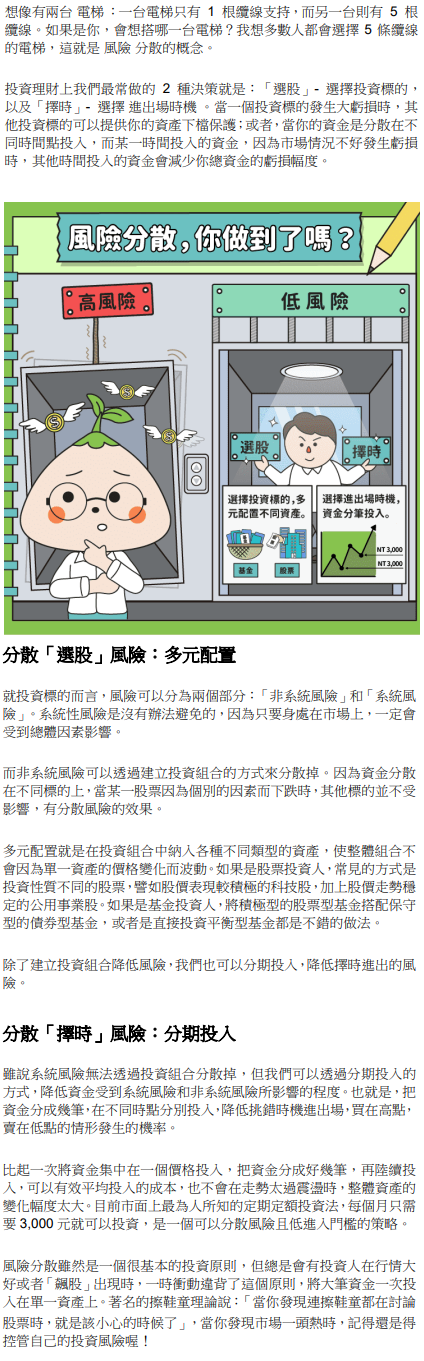 想像有兩台 電梯：一台電梯只有 1 根纜線支持，而另一台則有 5 根
纜線。如果是你，會想搭哪一台電梯？我想多數人都會選擇 5 條纜線
的電梯，這就是 風險 分散的概念。
投資理財上我們最常做的 2 種決策就是：「選股」- 選擇投資標的，
以及「擇時」- 選擇 進出場時機 。當一個投資標的發生大虧損時，其
他投資標的可以提供你的資產下檔保護；或者，當你的資金是分散在不
同時間點投入，而某一時間投入的資金，因為市場情況不好發生虧損
時，其他時間投入的資金會減少你總資金的虧損幅度。
風險分散，你做到了嗎？
高風險
低風險
選股
擇時
選擇投資標的，多
元配置不同資產。
基金
股票
選擇進出場時機，
資金分筆投入。
NT 3,000
NT 3,000
分散「選股」風險：多元配置
就投資標的而言，風險可以分為兩個部分：「非系統風險」和「系統風
險」。系統性風險是沒有辦法避免的，因為只要身處在市場上，一定會
受到總體因素影響。
而非系統風險可以透過建立投資組合的方式來分散掉。因為資金分散
在不同標的上，當某一股票因為個別的因素而下跌時，其他標的並不受
影響，有分散風險的效果。
多元配置就是在投資組合中納入各種不同類型的資產，使整體組合不
會因為單一資產的價格變化而波動。如果是股票投資人，常見的方式是
投資性質不同的股票，譬如股價表現較積極的科技股，加上股價走勢穩
定的公用事業股。如果是基金投資人，將積極型的股票型基金搭配保守
型的債券型基金，或者是直接投資平衡型基金都是不錯的做法。
除了建立投資組合降低風險，我們也可以分期投入，降低擇時進出的風
險。
分散「擇時」風險：分期投入
雖說系統風險無法透過投資組合分散掉，但我們可以透過分期投入的
方式，降低資金受到系統風險和非系統風險所影響的程度。也就是，把
資金分成幾筆，在不同時點分別投入，降低挑錯時機進出場，買在高點，
賣在低點的情形發生的機率。
比起一次將資金集中在一個價格投入，把資金分成好幾筆，再陸續投
入，可以有效平均投入的成本，也不會在走勢太過震盪時，整體資產的
變化幅度太大。目前市面上最為人所知的定期定額投資法，每個月只需
要 3,000 元就可以投資，是一個可以分散風險且低進入門檻的策略。
風險分散雖然是一個很基本的投資原則，但總是會有投資人在行情大
好或者「飆股」出現時，一時衝動違背了這個原則，將大筆資金一次投
入在單一資產上。著名的擦鞋童理論說：「當你發現連擦鞋童都在討論
股票時，就是該小心的時候了」，當你發現市場一頭熱時，記得還是得
控管自己的投資風險喔！